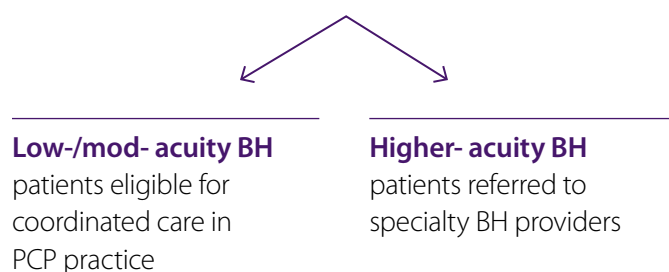 Low-/mod- acuity BH
patients eligible for
coordinated care in
PCP practice
Higher- acuity BH
patients referred to
specialty BH providers